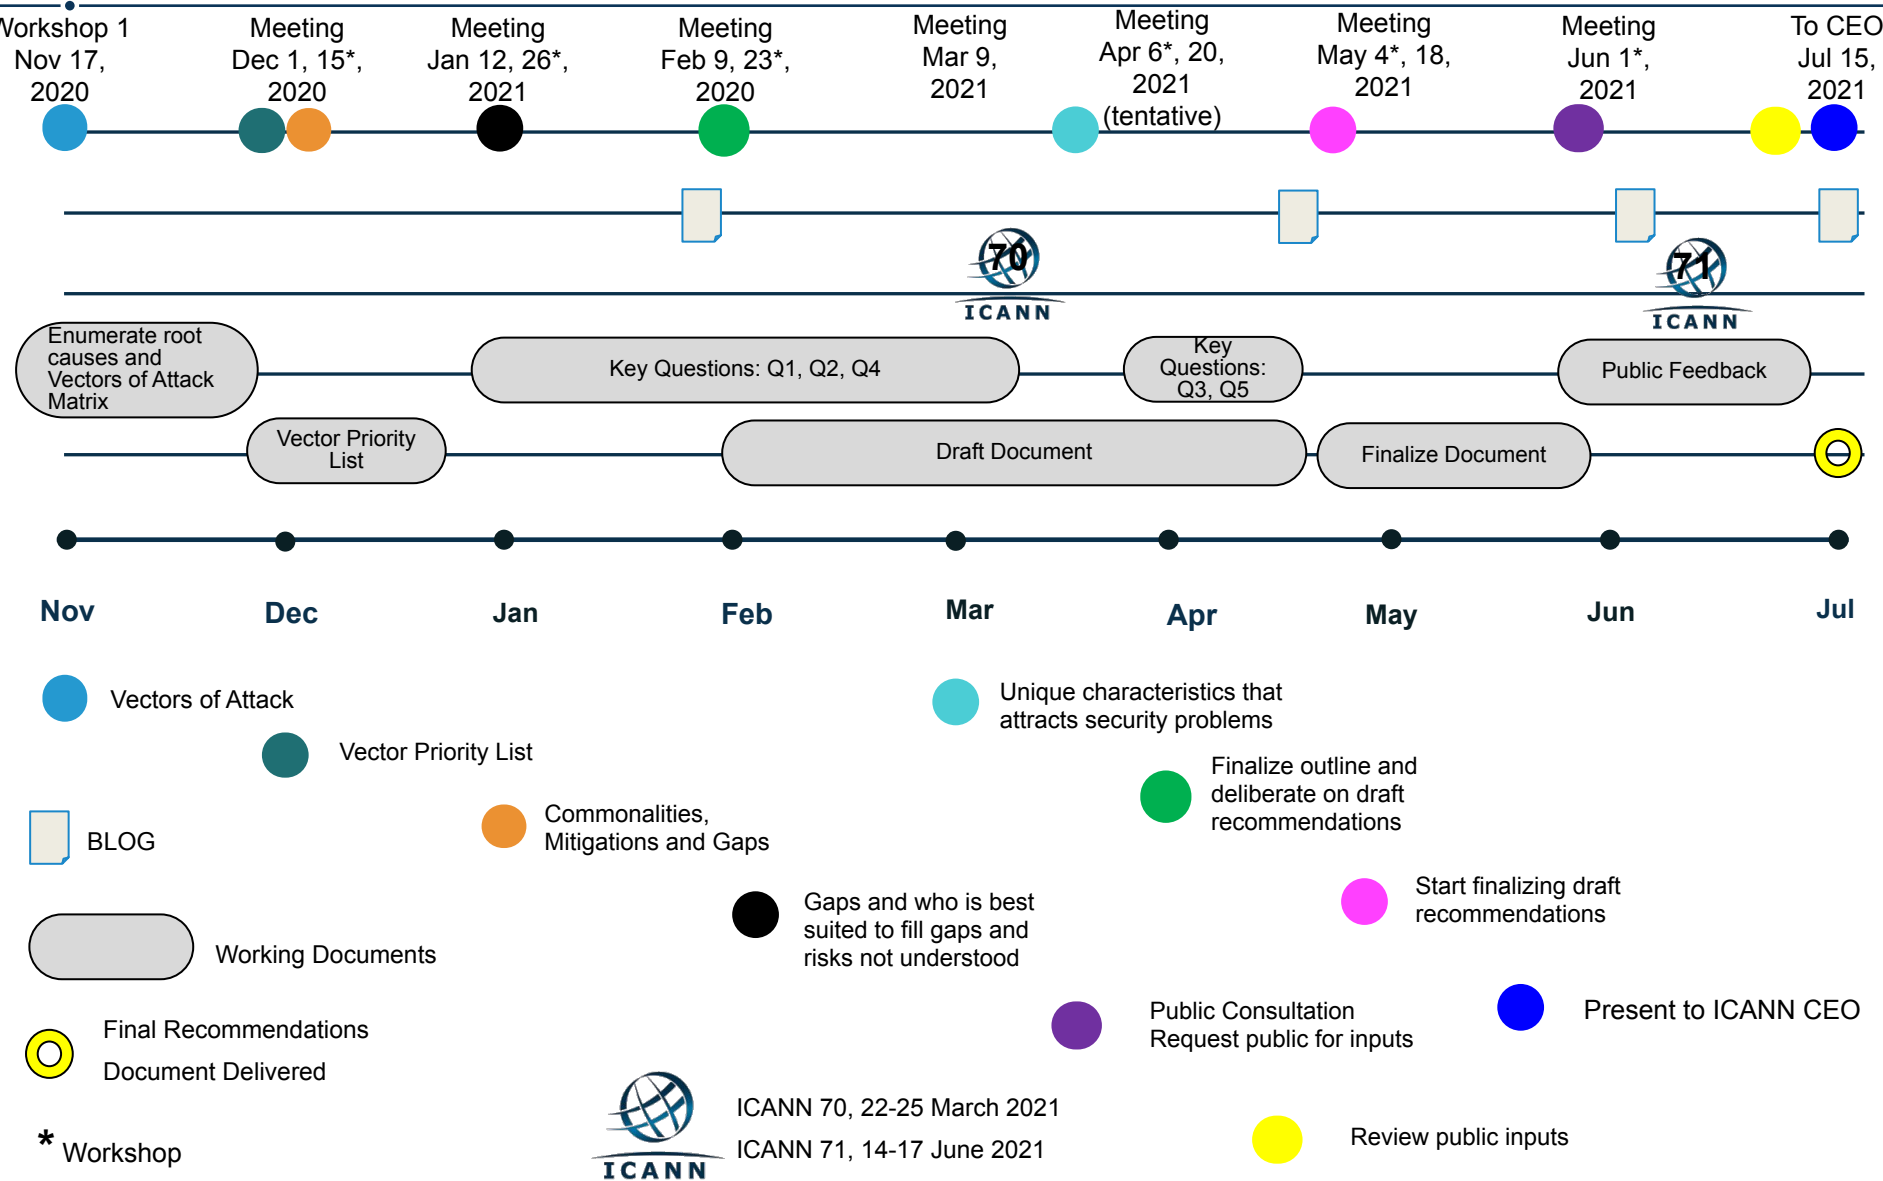 Workshop 1
Nov 17,
2020
Meeting
Dec 1, 15*,
2020
Meeting
Jan 12, 26*,
2021
Meeting
Feb 9, 23*,
2020
Meeting
Mar 9,
2021
Meeting
Apr 6*, 20,
2021
(tentative)
Meeting
May 4*, 18,
2021
Meeting
Jun 1*,
2021
To CEO
Jul 15,
2021
70
ICANN
71
ICANN
Enumerate root
causes and
Vectors of Attack
Matrix
Key Questions: Q1, Q2, Q4
Key
Questions:
Q3, Q5
Public Feedback
Vector Priority
List
Draft Document
Finalize Document
Nov
Dec
Jan
Feb
Mar
Apr
May
Jun
Jul
Vectors of Attack
Vector Priority List
BLOG
Commonalities,
Mitigations and Gaps
Working Documents
Gaps and who is best
suited to fill gaps and
risks not understood
Final Recommendations
Document Delivered
* Workshop
Unique characteristics that
attracts security problems
Finalize outline and
deliberate on draft
recommendations
Start finalizing draft
recommendations
Public Consultation
Request public for inputs
Present to ICANN CEO
ICANN
ICANN 70, 22-25 March 2021
ICANN 71, 14-17 June 2021
Review public inputs